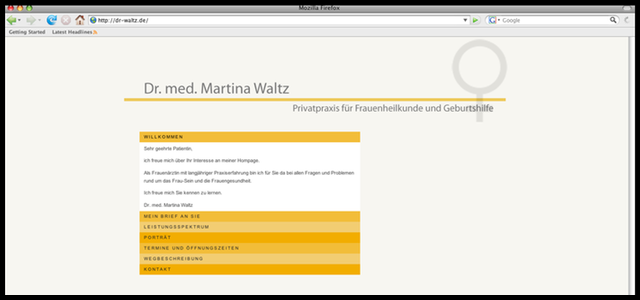 Mozilla Firefox
http://dr-waltz.de/
Google
Getting Started Latest Headlines
Dr. med. Martina Waltz
Privatpraxis für Frauenheilkunde und Geburtshilfe
WILLKOMMEN
Sehr geehrte Patientin,
ich freue mich über Ihr Interesse an meiner Hompage.
Als Frauenärztin mit langjähriger Praxiserfahrung bin ich für Sie da bei allen Fragen und Problemen
rund um das Frau-Sein und die Frauengesundheit.
Ich freue mich Sie kennen zu lernen.
Dr. med. Martina Waltz
MEIN BRIEF AN SIE
LEISTUNGSSPEKTRUM
PORTRÄT
TERMINE UND ÖFFNUNGSZEITEN
WEGBESCHREIBUNG
KONTAKT